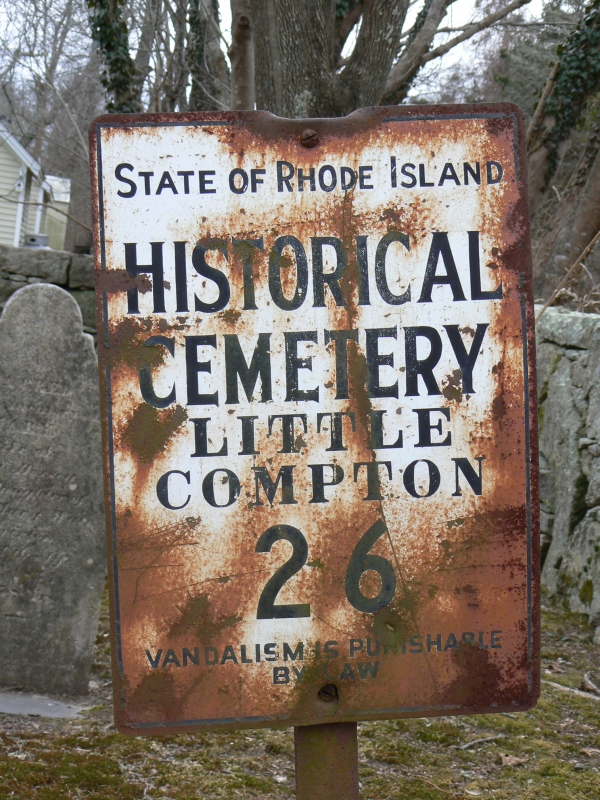 STATE OF RHODE ISLAND
HISTORICAL
CEMETERY
LITTLE
COMPTON
26
VANDALISM IS PUNISHABLE
BY LAW